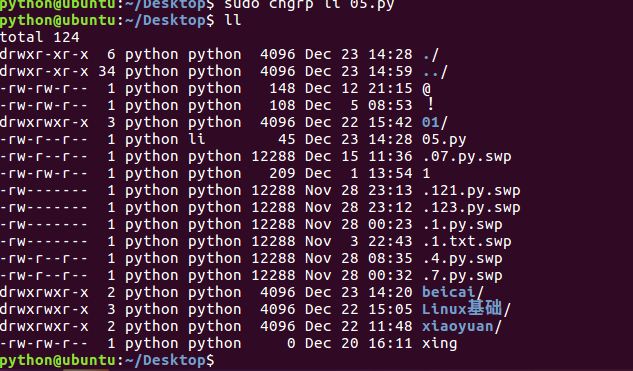 python@ubuntu:~/Desktop$ sudo chgrp li 05.py
python@ubuntu:~/Desktop$ ll
total 124
drwxr-xr-x  6 python python  4096 Dec 23 14:28 ./
drwxr-xr-x 34 python python  4096 Dec 23 14:59 ../
-rw-rw-r--  1 python python   148 Dec 12 21:15 @
-rw-rw-r--  1 python python   108 Dec  5 08:53 ！
drwxrwxr-x  3 python python  4096 Dec 22 15:42 01/
-rw-r--r--  1 python li        45 Dec 23 14:28 05.py
-rw-r--r--  1 python python 12288 Dec 15 11:36 .07.py.swp
-rw-rw-r--  1 python python   209 Dec  1 13:54 1
-rw-------  1 python python 12288 Nov 28 23:13 .121.py.swp
-rw-------  1 python python 12288 Nov 28 23:12 .123.py.swp
-rw-------  1 python python 12288 Nov 28 00:23 .1.py.swp
-rw-------  1 python python 12288 Nov  3 22:43 .1.txt.swp
-rw-r--r--  1 python python 12288 Nov 28 08:35 .4.py.swp
-rw-r--r--  1 python python 12288 Nov 28 00:32 .7.py.swp
drwxrwxr-x  2 python python  4096 Dec 23 14:20 beicai/
drwxrwxr-x  3 python python  4096 Dec 22 15:05 Linux基础/
drwxrwxr-x  2 python python  4096 Dec 22 11:48 xiaoyuan/
-rw-rw-r--  1 python python     0 Dec 20 16:11 xing
python@ubuntu:~/Desktop$